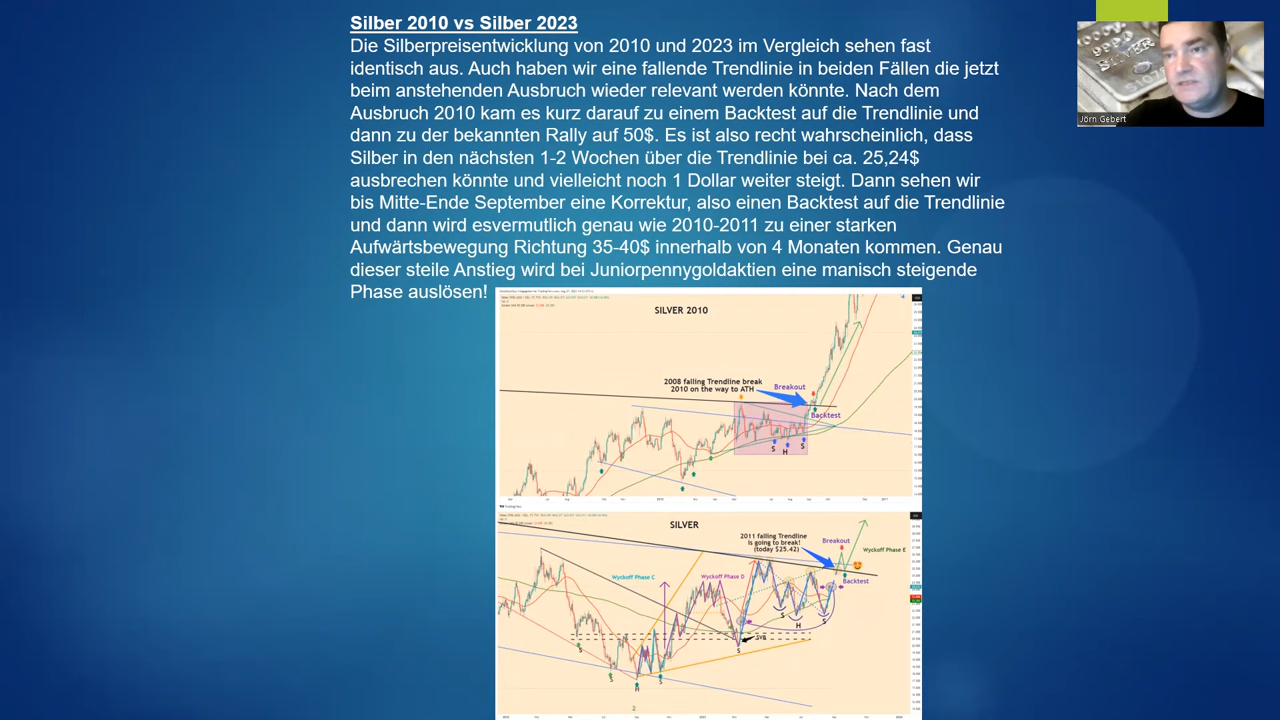 Silber 2010 vs Silber 2023
Die Silberpreisentwicklung von 2010 und 2023 im Vergleich sehen fast
identisch aus. Auch haben wir eine fallende Trendlinie in beiden Fällen die jetzt
beim anstehenden Ausbruch wieder relevant werden könnte. Nach dem
Ausbruch 2010 kam es kurz darauf zu einem Backtest auf die Trendlinie und
dann zu der bekannten Rally auf 50$. Es ist also recht wahrscheinlich, dass
Silber in den nächsten 1-2 Wochen über die Trendlinie bei ca. 25,24$
ausbrechen könnte und vielleicht noch 1 Dollar weiter steigt. Dann sehen wir
bis Mitte-Ende September eine Korrektur, also einen Backtest auf die Trendlinie
und dann wird esvermutlich genau wie 2010-2011 zu einer starken
Aufwärtsbewegung Richtung 35-40$ innerhalb von 4 Monaten kommen. Genau
dieser steile Anstieg wird bei Juniorpennygoldaktien eine manisch steigende
Phase auslösen!
SILVER
Jörn Gebert
SILVER 2010
2008 falling Trendline break
2010 on the way to ATH
Breakout
Backtest
S
H
S
SILVER
2011 falling Trendline
is going to break!
(today $25.42)
Breakout
Wyckoff Phase E
Wyckoff Phase C
Wyckoff Phase D
Backtest
S
H
S
SVB
S
S
S
H
S
2